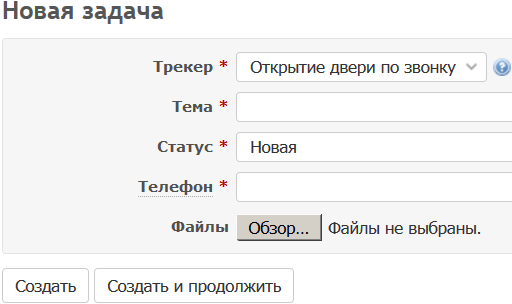 Новая задача
Трекер * Открытие двери по звонку ?
Тема *
Статус * Новая
Телефон *
Файлы Обзор... Файлы не выбраны.
Создать Создать и продолжить